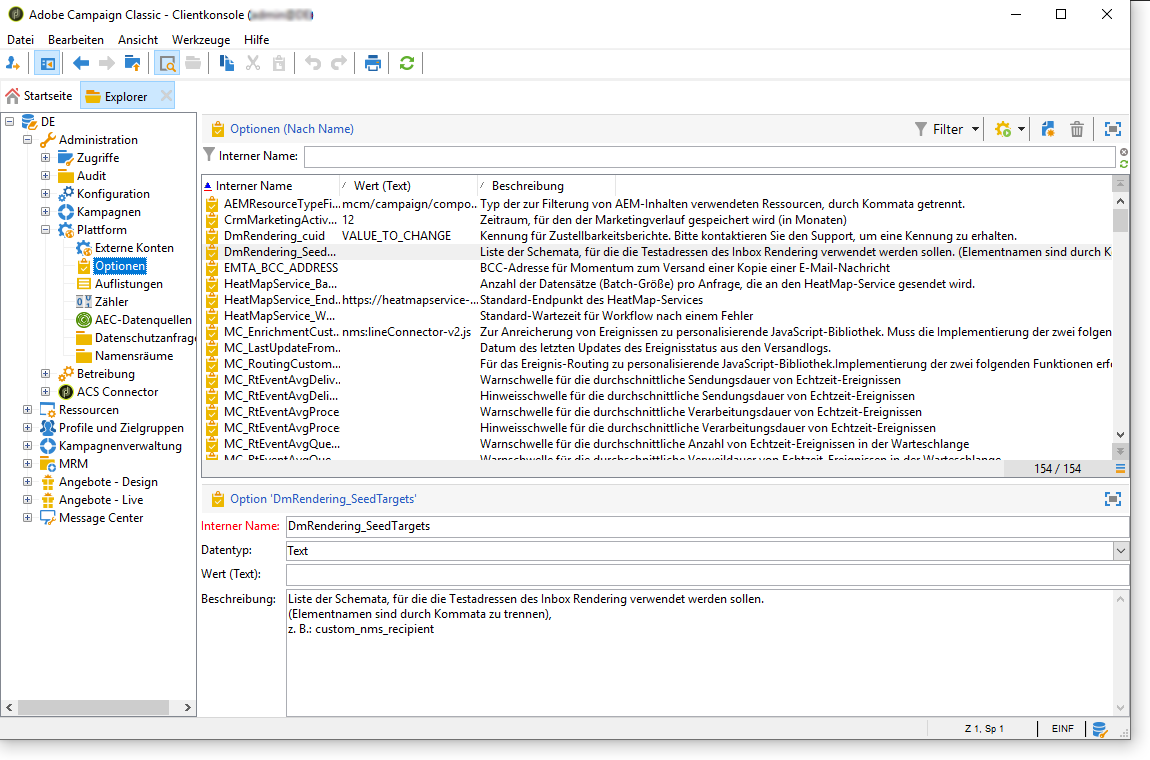 Adobe Campaign Classic - Clientkonsole (
Datei Bearbeiten Ansicht Werkzeuge Hilfe
Startseite Explorer
DE
Administration
Zugriffe
Audit
Konfiguration
Kampagnen
Plattform
Externe Konten
Optionen
Auflistungen
Zähler
AEC-Datenquellen
Datenschutzanfrag
Namensräume
Betreibung
ACS Connector
Ressourcen
Profile und Zielgruppen
Kampagnenverwaltung
MRM
Angebote - Design
Angebote - Live
Message Center
Optionen (Nach Name) Filter
Interner Name:
Interner Name Wert (Text) Beschreibung
AEMResourceTypeFi... mcm/campaign/compo... Typ der zur Filterung von AEM-Inhalten verwendeten Ressourcen, durch Kommata getrennt.
CrmMarketingActiv... 12 Zeitraum, für den der Marketingverlauf gespeichert wird (in Monaten)
DmRendering_cuid VALUE_TO_CHANGE Kennung für Zustellbarkeitsberichte. Bitte kontaktieren Sie den Support, um eine Kennung zu erhalten.
DmRendering_Seed... Liste der Schemata, für die die Testadressen des Inbox Rendering verwendet werden sollen. (Elementnamen sind durch K
EMTA_BCC_ADDRESS BCC-Adresse für Momentum zum Versand einer Kopie einer E-Mail-Nachricht
HeatMapService_Ba... Anzahl der Datensätze (Batch-Größe) pro Anfrage, die an den HeatMap-Service gesendet wird.
HeatMapService_End... https://heatmapservice-... Standard-Endpunkt des HeatMap-Services
HeatMapService_W... Standard-Wartezeit für Workflow nach einem Fehler
MC_EnrichmentCust... nms:lineConnector-v2.js Zur Anreicherung von Ereignissen zu personalisierende JavaScript-Bibliothek. Muss die Implementierung der zwei folgen
MC_LastUpdateFrom... Datum des letzten Updates des Ereignisstatus aus den Versandlogs.
MC_RoutingCustom... Für das Ereignis-Routing zu personalisierende JavaScript-Bibliothek.Implementierung der zwei folgenden Funktionen erfo
MC_RtEventAvgDeliv... Warnschwelle für die durchschnittliche Sendungsdauer von Echtzeit-Ereignissen
MC_RtEventAvgDeli... Hinweisschwelle für die durchschnittliche Sendungsdauer von Echtzeit-Ereignissen
MC_RtEventAvgProce Warnschwelle für die durchschnittliche Verarbeitungsdauer von Echtzeit-Ereignissen
MC_RtEventAvgProce Hinweisschwelle für die durchschnittliche Verarbeitungsdauer von Echtzeit-Ereignissen
MC_RtEventAvgQue... Warnschwelle für die durchschnittliche Anzahl von Echtzeit-Ereignissen in der Warteschlange
MC_RtEventAvgQue... Warnschwelle für die durchschnittliche Verweildauer von Echtzeit-Ereignissen in der Warteschlange
154 / 154
Option 'DmRendering_SeedTargets'
Interner Name: DmRendering_SeedTargets
Datentyp: Text
Wert (Text):
Beschreibung: Liste der Schemata, für die die Testadressen des Inbox Rendering verwendet werden sollen.
(Elementnamen sind durch Kommata zu trennen),
z. B.: custom_nms_recipient
Z 1, Sp 1 EINF